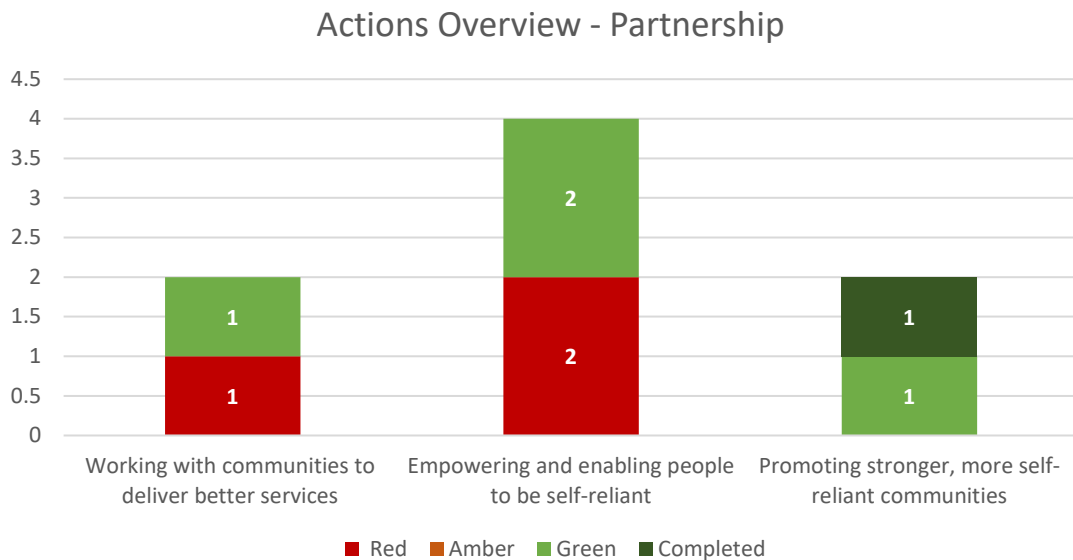 Actions Overview - Partnership
4.5
4
3.5
3
2.5
2
1.5
1
0.5
0
2
1
1
1
2
1
Working with communities to
deliver better services
Empowering and enabling people
to be self-reliant
Promoting stronger, more self-
reliant communities
Red Amber Green Completed